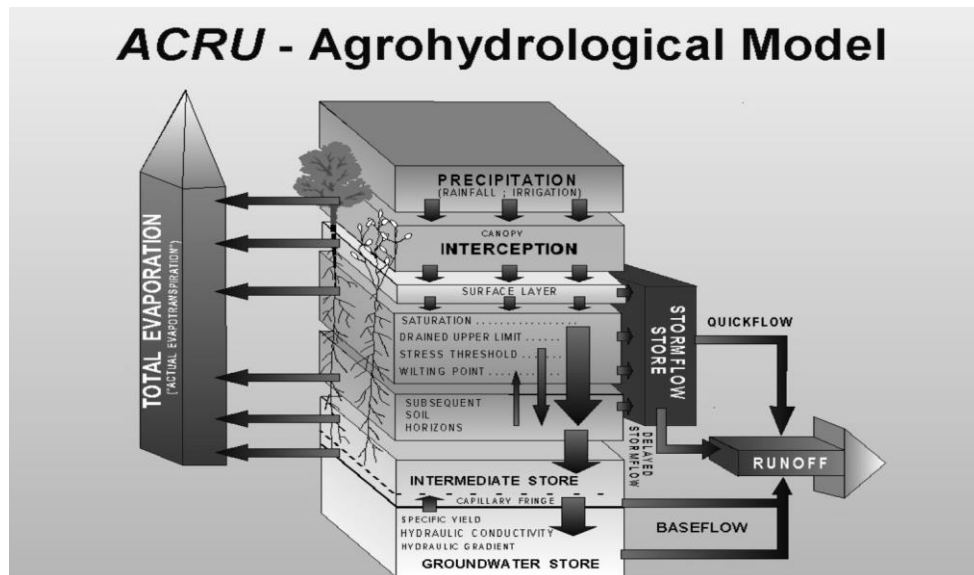 ACRU - Agrohydrological Model
TOTAL EVAPORATION
("ACTUAL EVAPOTRANSPIRATION")
PRECIPITATION
(RAINFALL ; IRRIGATION)
CANOPY
INTERCEPTION
SURFACE LAYER
SATURATION . . . . . . . . . . . . . . . . .
DRAINED UPPER LIMIT . . . . . .
STRESS THRESHOLD . . . . . . .
WILTING POINT . . . . . . . . . . . .
SUBSEQUENT
SOIL
HORIZONS
STORMFLOW
STORE
QUICKFLOW
DELAYED
STORMFLOW
RUNOFF
INTERMEDIATE STORE
CAPILLARY FRINGE
SPECIFIC YIELD
HYDRAULIC CONDUCTIVITY
HYDRAULIC GRADIENT
GROUNDWATER STORE
BASEFLOW